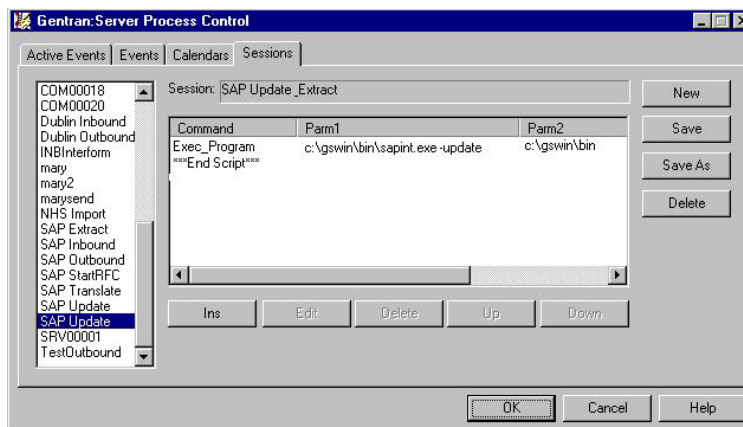 Gentran:Server Process Control
Active Events Events Calendars Sessions
COM00018
COM00020
Dublin Inbound
Dublin Outbound
INBInterform
mary
mary2
marysend
NHS Import
SAP Extract
SAP Inbound
SAP Outbound
SAP StartRFC
SAP Translate
SAP Update
SAP Update
SRV00001
TestOutbound
Session: SAP Update _Extract
Command Parm1 Parm2
Exec_Program c:\gswin\bin\sapint.exe -update c:\gswin\bin
***End Script***
Ins Edit Delete Up Down
New
Save
Save As
Delete
OK Cancel Help